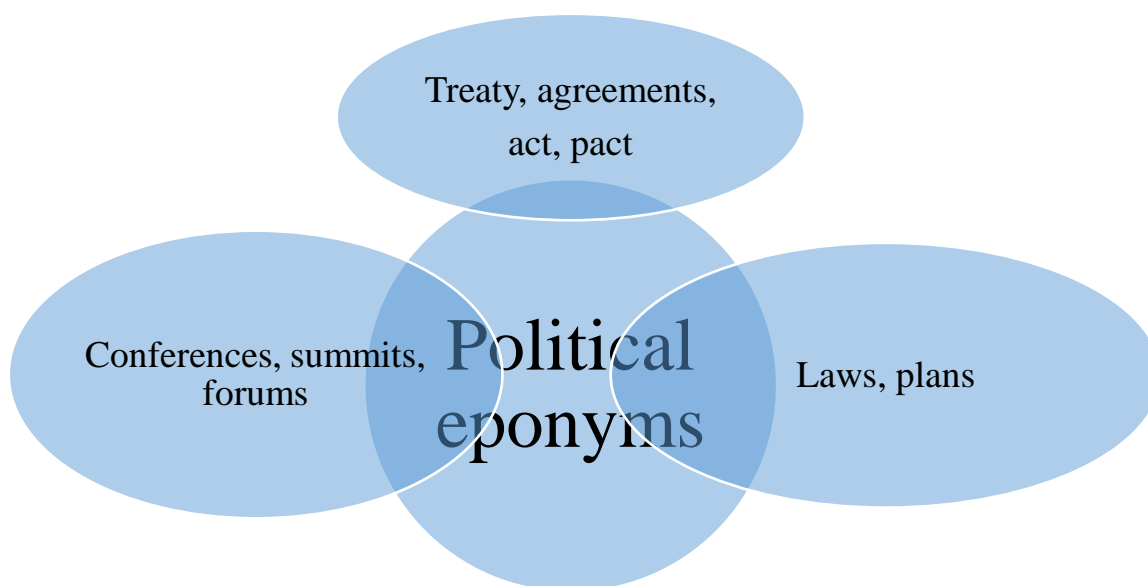 Treaty, agreements,
act, pact
Conferences, summits,
forums
Political
eponyms
Laws, plans